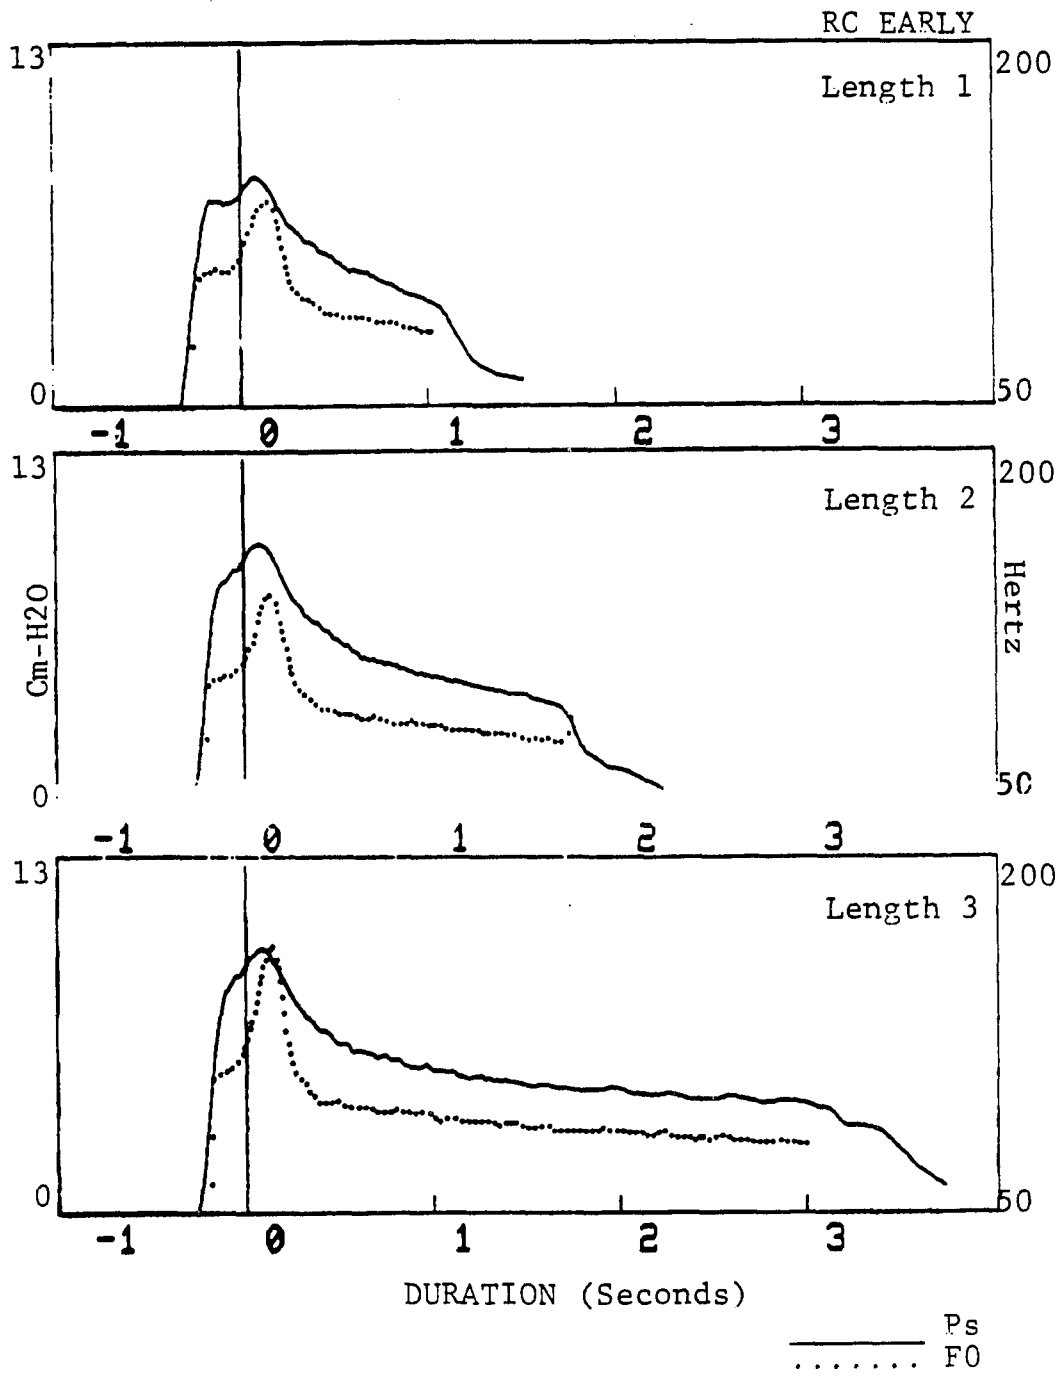 RC EARLY
13 200
Length 1
0 50
-1 0 1 2 3
13 200
Length 2
Cm-H2O
Hertz
0 50
-1 0 1 2 3
13 200
Length 3
0 50
-1 0 1 2 3
DURATION (Seconds)
Ps
F0